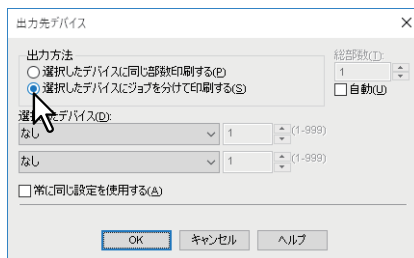 出力先デバイス
出力方法
選択したデバイスに同じ部数印刷する(P)
選択したデバイスにジョブを分けて印刷する(S)
総部数(T):
1
自動(U)
選択したデバイス(D):
なし 1 (1-999)
なし 1 (1-999)
常に同じ設定を使用する(A)
OK キャンセル ヘルプ